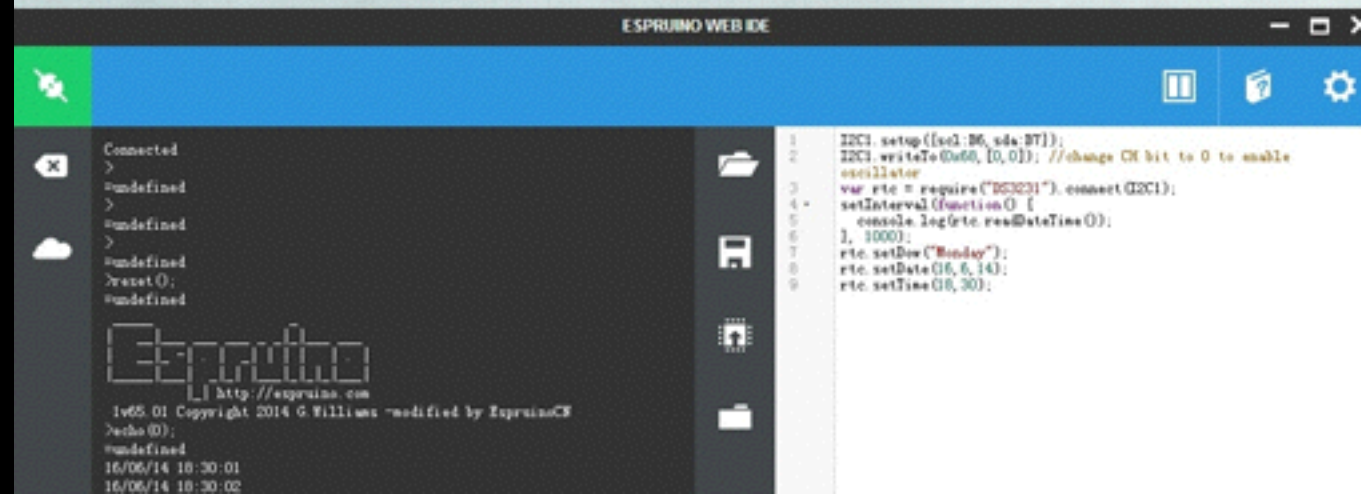 ESPRUINO WEB IDE
Connected
>
=undefined
>
=undefined
>
=undefined
>reset();
=undefined
Espruino
http://espruino.com
1v65.01 Copyright 2014 G.Williams -modified by EspruinoCN
>echo(0);
=undefined
16/06/14 18:30:01
16/06/14 18:30:02
1 I2C1.setup({scl:B6, sda:B7});
2 I2C1.writeTo(0x68, [0,0]); //change CH bit to 0 to enable
oscillator
3 var rtc = require("DS3231").connect(I2C1);
4 setInterval(function() {
5 console.log(rtc.readDateTime());
6 }, 1000);
7 rtc.setDow("Monday");
8 rtc.setDate(16,6,14);
9 rtc.setTime(18,30);